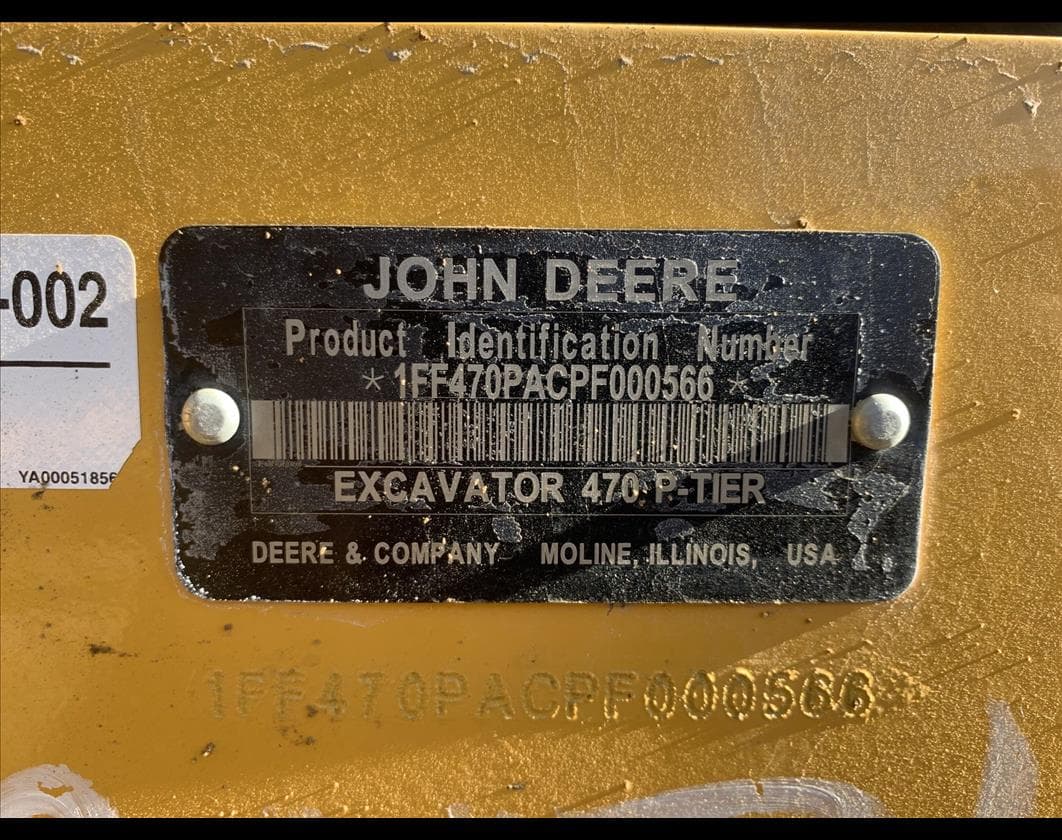 -002
YA00051856
JOHN DEERE
Product Identification Number
*1FF470PACPF000566*
EXCAVATOR 470 P-TIER
DEERE & COMPANY MOLINE, ILLINOIS, USA
1FF470PACPF000566